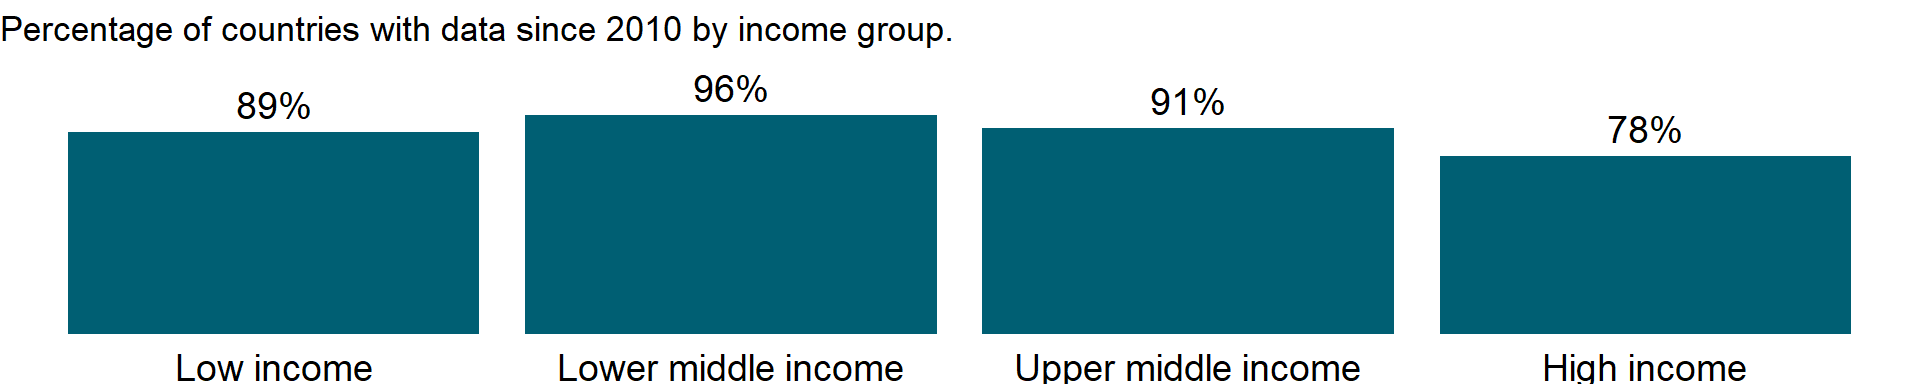 Percentage of countries with data since 2010 by income group.
89%
96%
91%
78%
Low income
Lower middle income
Upper middle income
High income